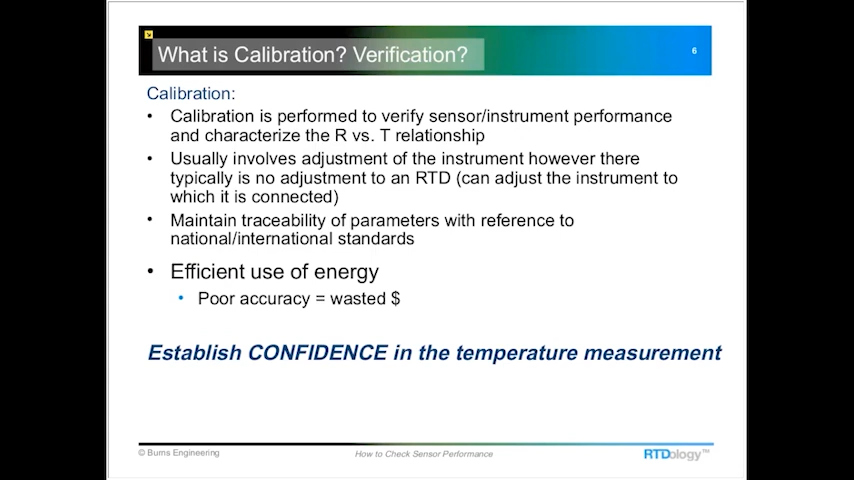 What is Calibration? Verification?
6
Calibration:
• Calibration is performed to verify sensor/instrument performance
and characterize the R vs. T relationship
• Usually involves adjustment of the instrument however there
typically is no adjustment to an RTD (can adjust the instrument to
which it is connected)
• Maintain traceability of parameters with reference to
national/international standards
• Efficient use of energy
• Poor accuracy = wasted $
Establish CONFIDENCE in the temperature measurement
© Burns Engineering
How to Check Sensor Performance
RTDology™